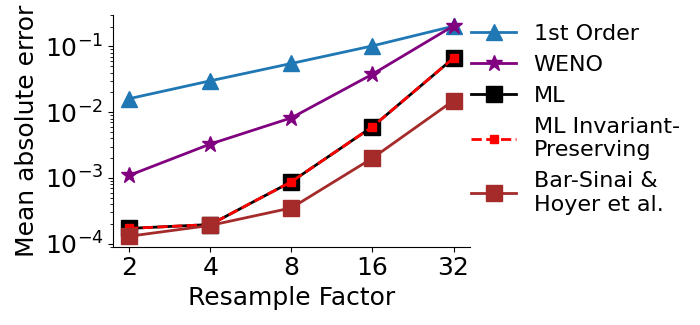 Mean absolute error
10⁻¹
10⁻²
10⁻³
10⁻⁴
2 4 8 16 32
Resample Factor
1st Order
WENO
ML
ML Invariant-
Preserving
Bar-Sinai &
Hoyer et al.